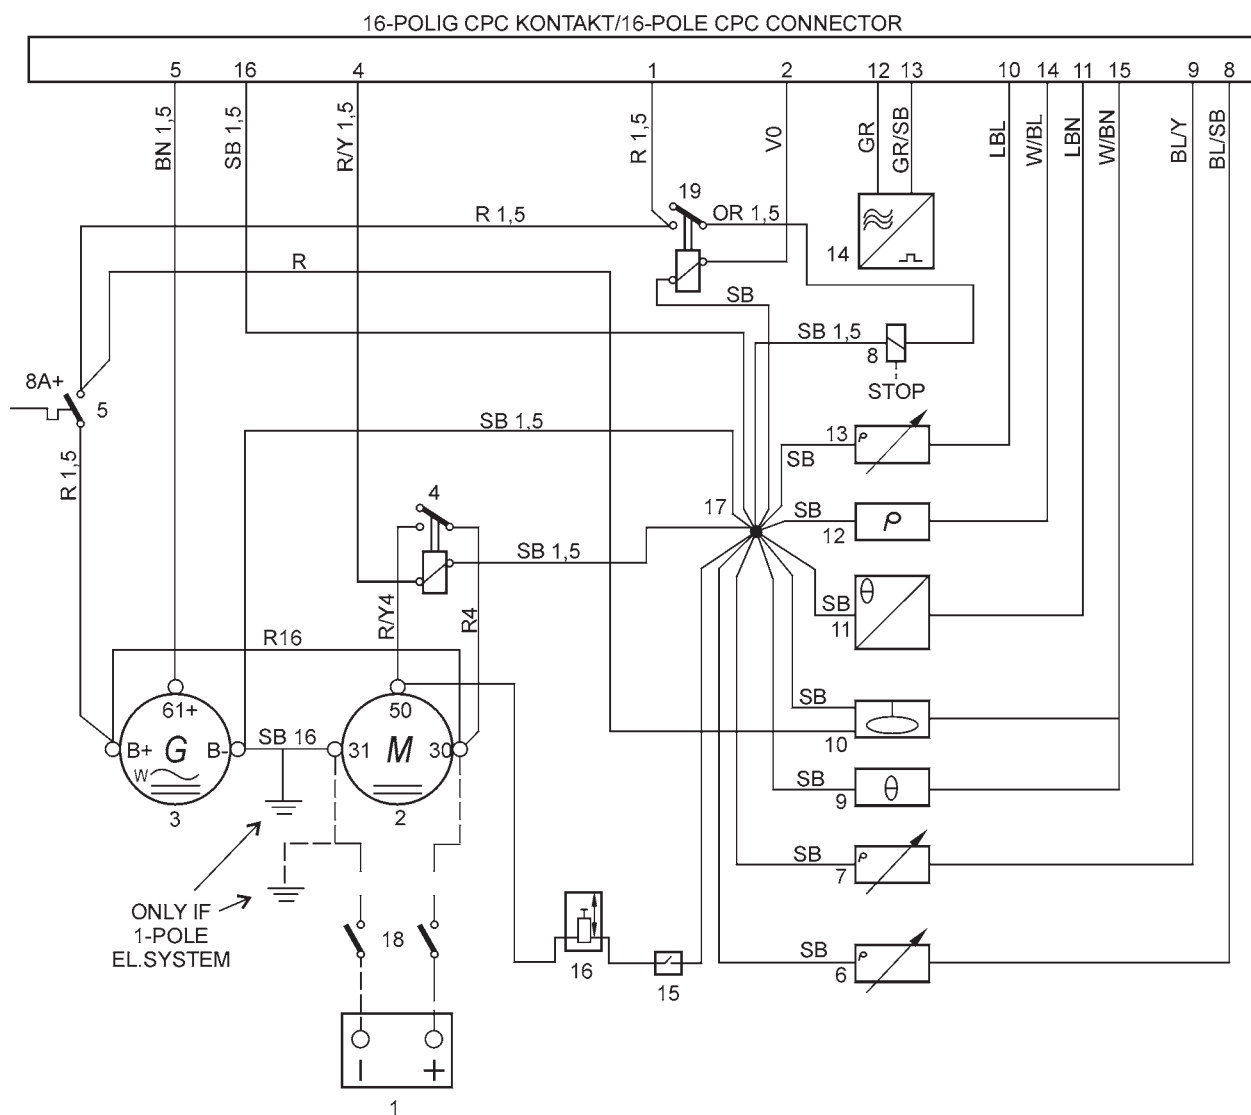 16-POLIG CPC KONTAKT/16-POLE CPC CONNECTOR
5 16 4 1 2 12 13 10 14 11 15 9 8
BN 1,5
SB 1,5
R/Y 1,5
R 1,5
V0
GR
GR/SB
LBL
W/BL
LBN
W/BN
BL/Y
BL/SB
19
R 1,5
OR 1,5
14
R
SB
SB 1,5
8
STOP
8A+
5
SB 1,5
13
SB
R 1,5
4
17
SB
ρ
12
SB 1,5
SB
θ
11
R/Y4
R4
R16
61+
50
SB
10
B+
G
B-
SB 16
31
M
30
W
3
2
SB
θ
9
SB
ρ
7
ONLY IF
1-POLE
EL.SYSTEM
18
16
15
SB
ρ
6
1